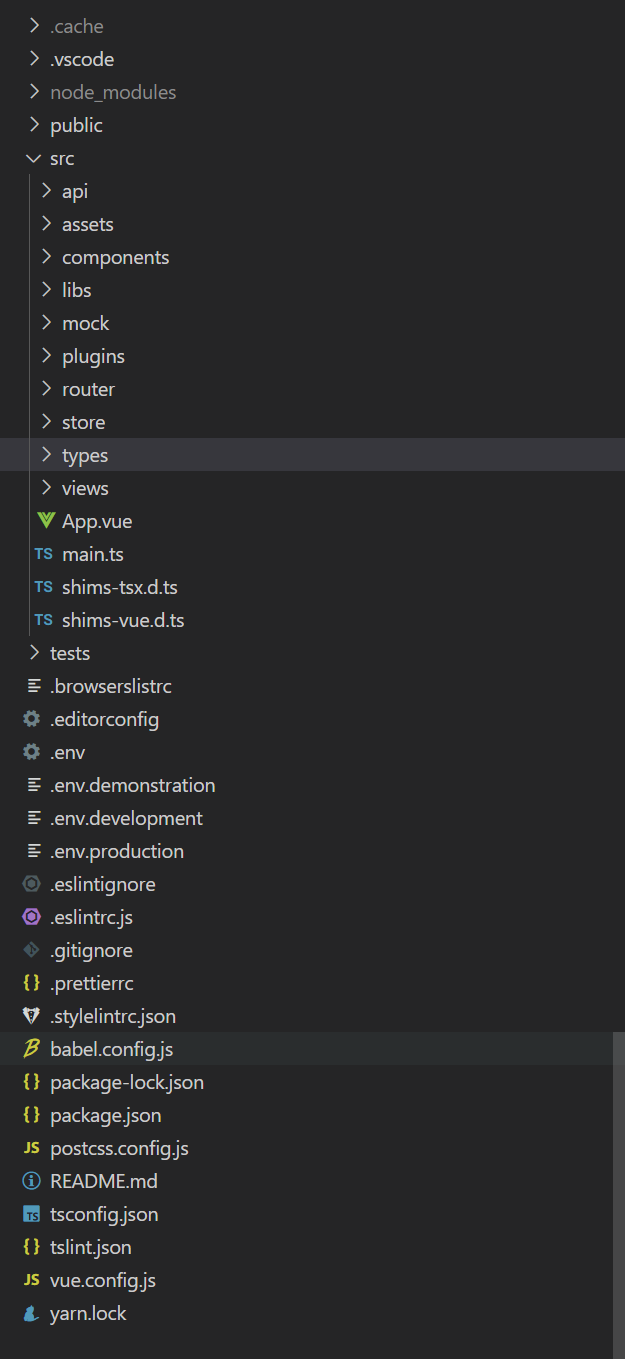 .cache
.vscode
node_modules
public
src
api
assets
components
libs
mock
plugins
router
store
types
views
App.vue
TS main.ts
TS shims-tsx.d.ts
TS shims-vue.d.ts
tests
.browserslistrc
.editorconfig
.env
.env.demonstration
.env.development
.env.production
.eslintignore
.eslintrc.js
.gitignore
{} .prettierrc
.stylelintrc.json
B babel.config.js
{} package-lock.json
{} package.json
JS postcss.config.js
README.md
TS tsconfig.json
{} tslint.json
JS vue.config.js
yarn.lock